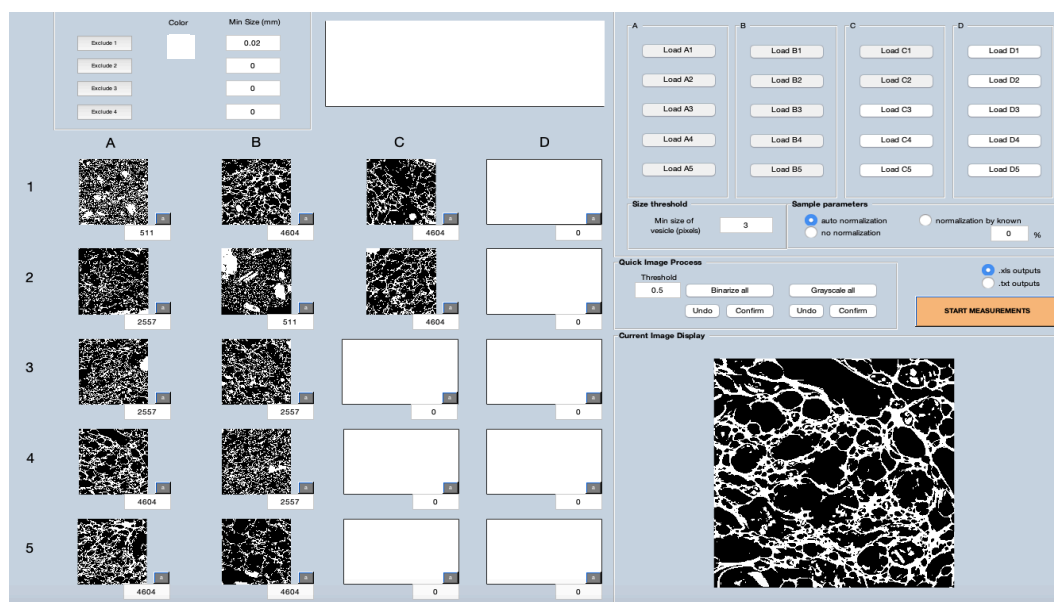 Color Min Size (mm)
Exclude 1 0.02
Exclude 2 0
Exclude 3 0
Exclude 4 0
A B C D
1
511 4604 4604 0
2
2557 511 4604 0
3
2557 2557 0 0
4
4604 2557 0 0
5
4604 4604 0 0
A B C D
Load A1 Load B1 Load C1 Load D1
Load A2 Load B2 Load C2 Load D2
Load A3 Load B3 Load C3 Load D3
Load A4 Load B4 Load C4 Load D4
Load A5 Load B5 Load C5 Load D5
Size threshold
Min size of
vesicle (pixels)
3
Sample parameters
auto normalization normalization by known
no normalization 0 %
Quick Image Process
Threshold
0.5 Binarize all Grayscale all
Undo Confirm Undo Confirm
.xls outputs
.txt outputs
START MEASUREMENTS
Current Image Display